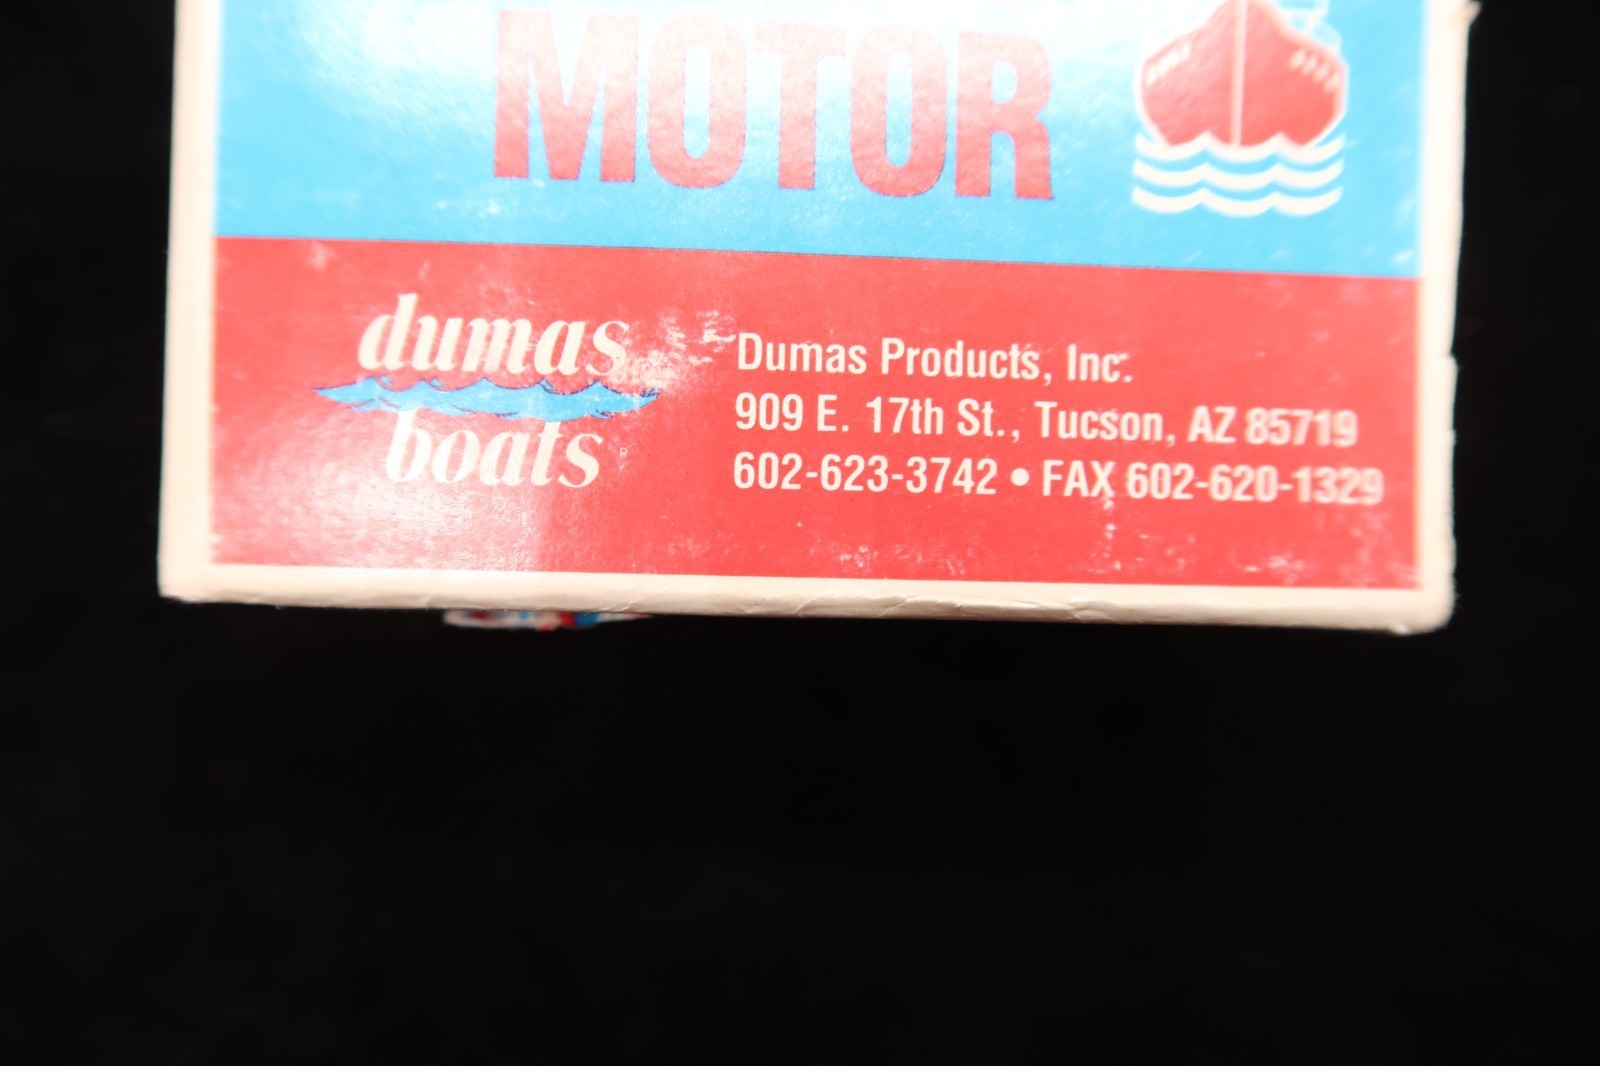 MOTOR
dumas
boats
Dumas Products, Inc.
909 E. 17th St., Tucson, AZ 85719
602-623-3742 • FAX 602-620-1329